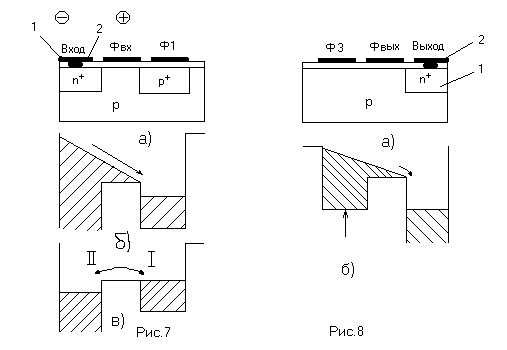 ⊖ ⊕
1 Вход 2 Фвх Ф1
n+ p+
p
а)
б)
II I
в)
Рис.7
Ф3 Фвых Выход 2
n+ 1
p
а)
б)
Рис.8